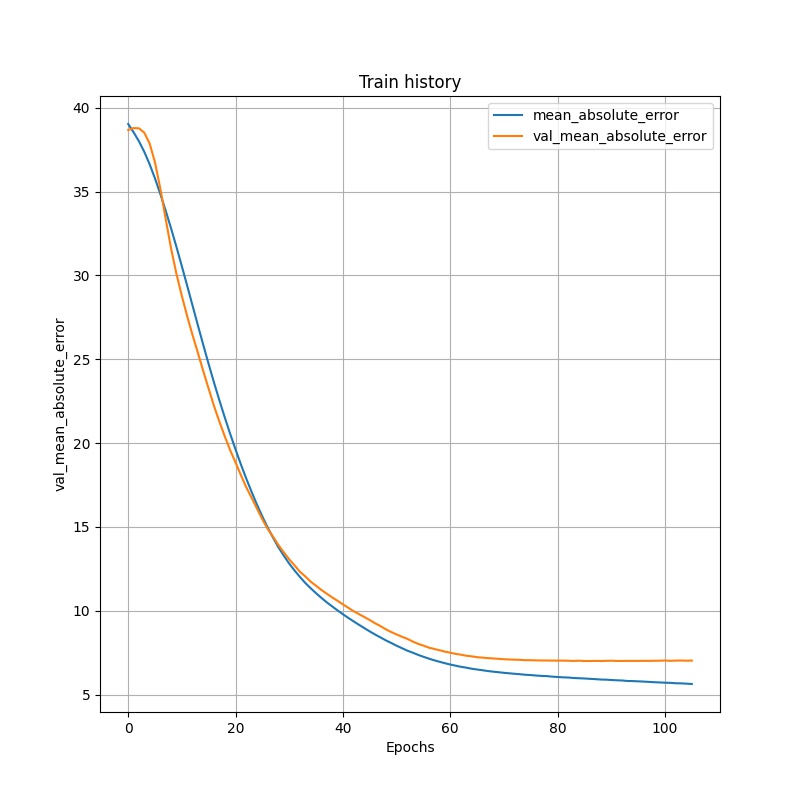 Train history
mean_absolute_error
val_mean_absolute_error
val_mean_absolute_error
40
35
30
25
20
15
10
5
0 20 40 60 80 100
Epochs